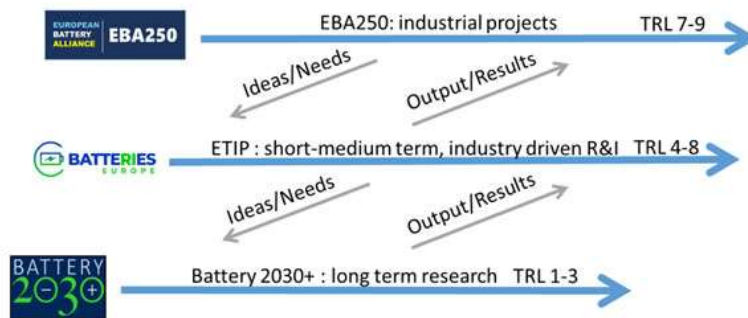 EUROPEAN
BATTERY
ALLIANCE
EBA250
EBA250: industrial projects TRL 7-9
Ideas/Needs
Output/Results
BATTERIES
EUROPE
ETIP : short-medium term, industry driven R&I TRL 4-8
Ideas/Needs
Output/Results
BATTERY
2030+
Battery 2030+ : long term research TRL 1-3